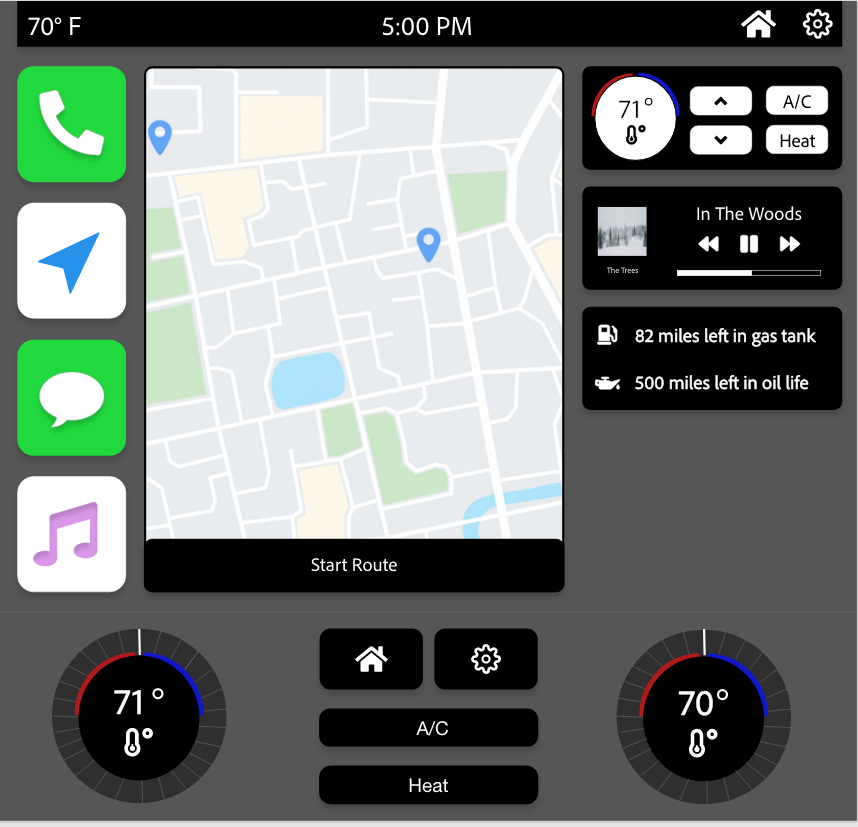 70° F
5:00 PM
71°
A/C
Heat
In The Woods
The Trees
82 miles left in gas tank
500 miles left in oil life
Start Route
71°
A/C
Heat
70°